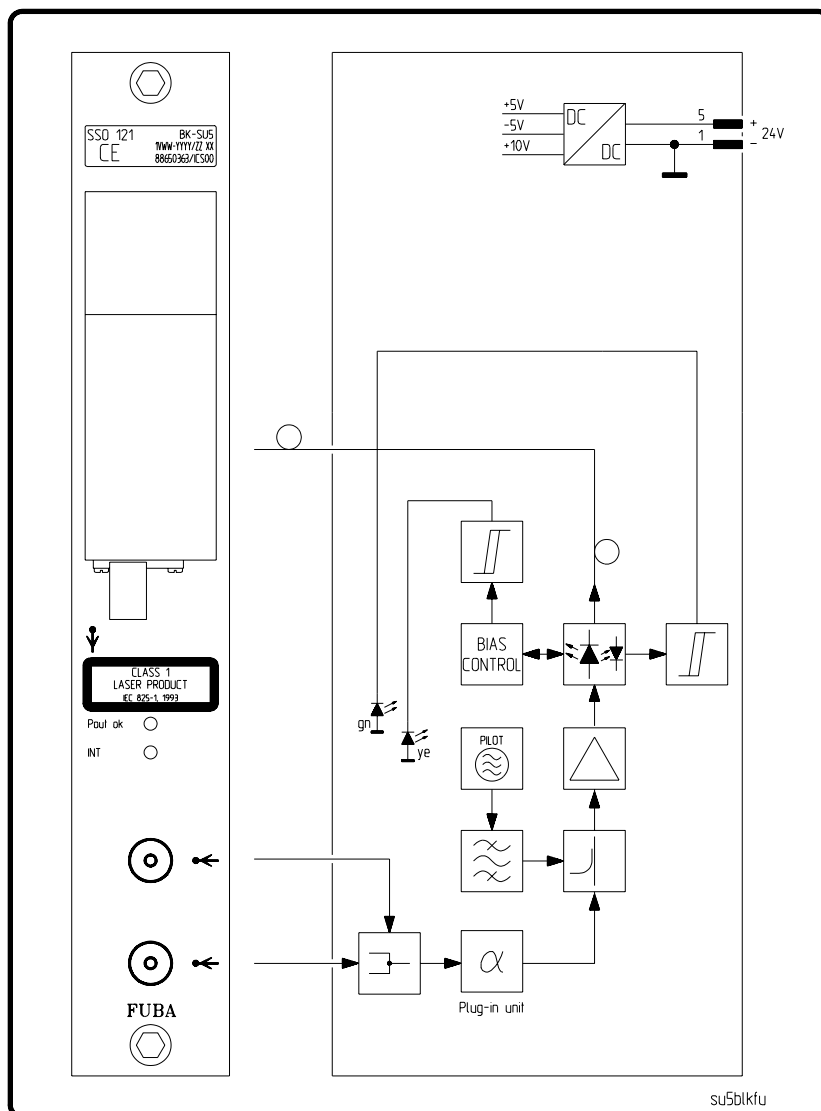 SSO 121
BK-SU5
CE
1VWW-YYYY/ZZ XX
88650363/ICS00
CLASS 1
LASER PRODUCT
IEC 825-1, 1993
Pout ok
INT
FUBA
+5V
-5V
+10V
DC
DC
5
1
+
-
24V
BIAS
CONTROL
gn
ye
PILOT
α
Plug-in unit
su5blkfu